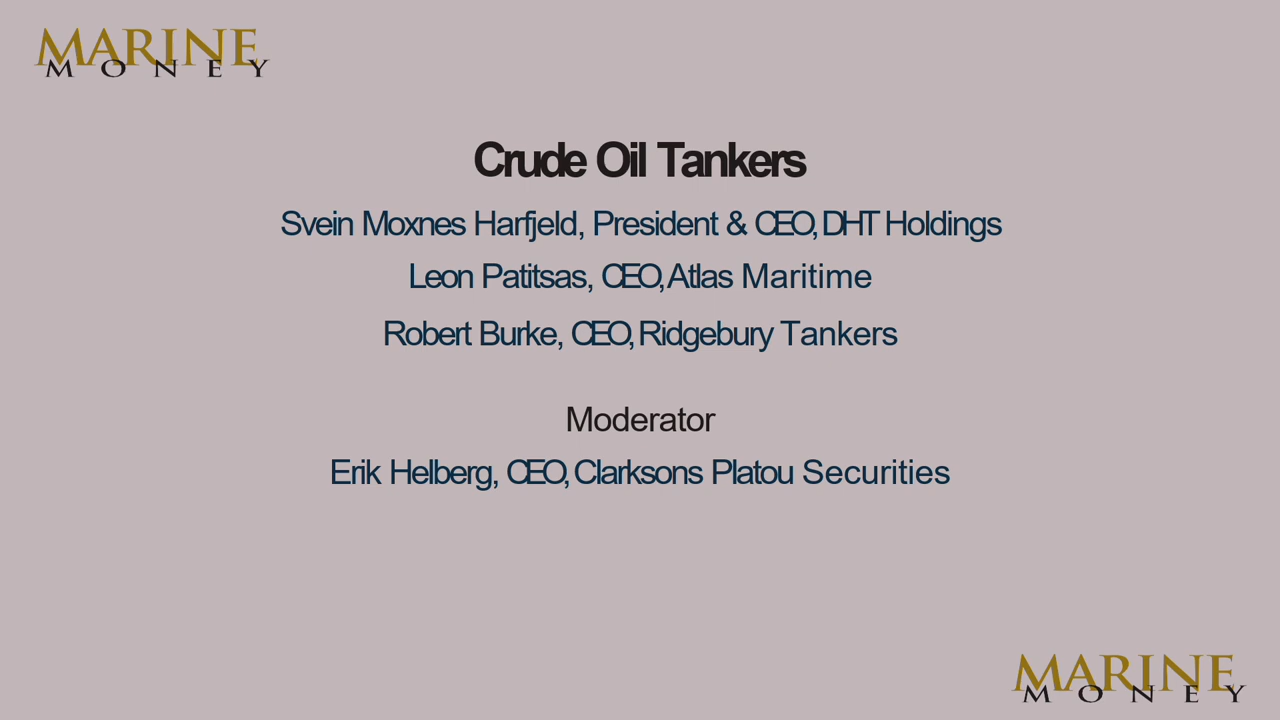 MARINE
MONEY
Crude Oil Tankers
Svein Moxnes Harfjeld, President & CEO, DHT Holdings
Leon Patitsas, CEO, Atlas Maritime
Robert Burke, CEO, Ridgebury Tankers
Moderator
Erik Helberg, CEO, Clarksons Platou Securities
MARINE
MONEY